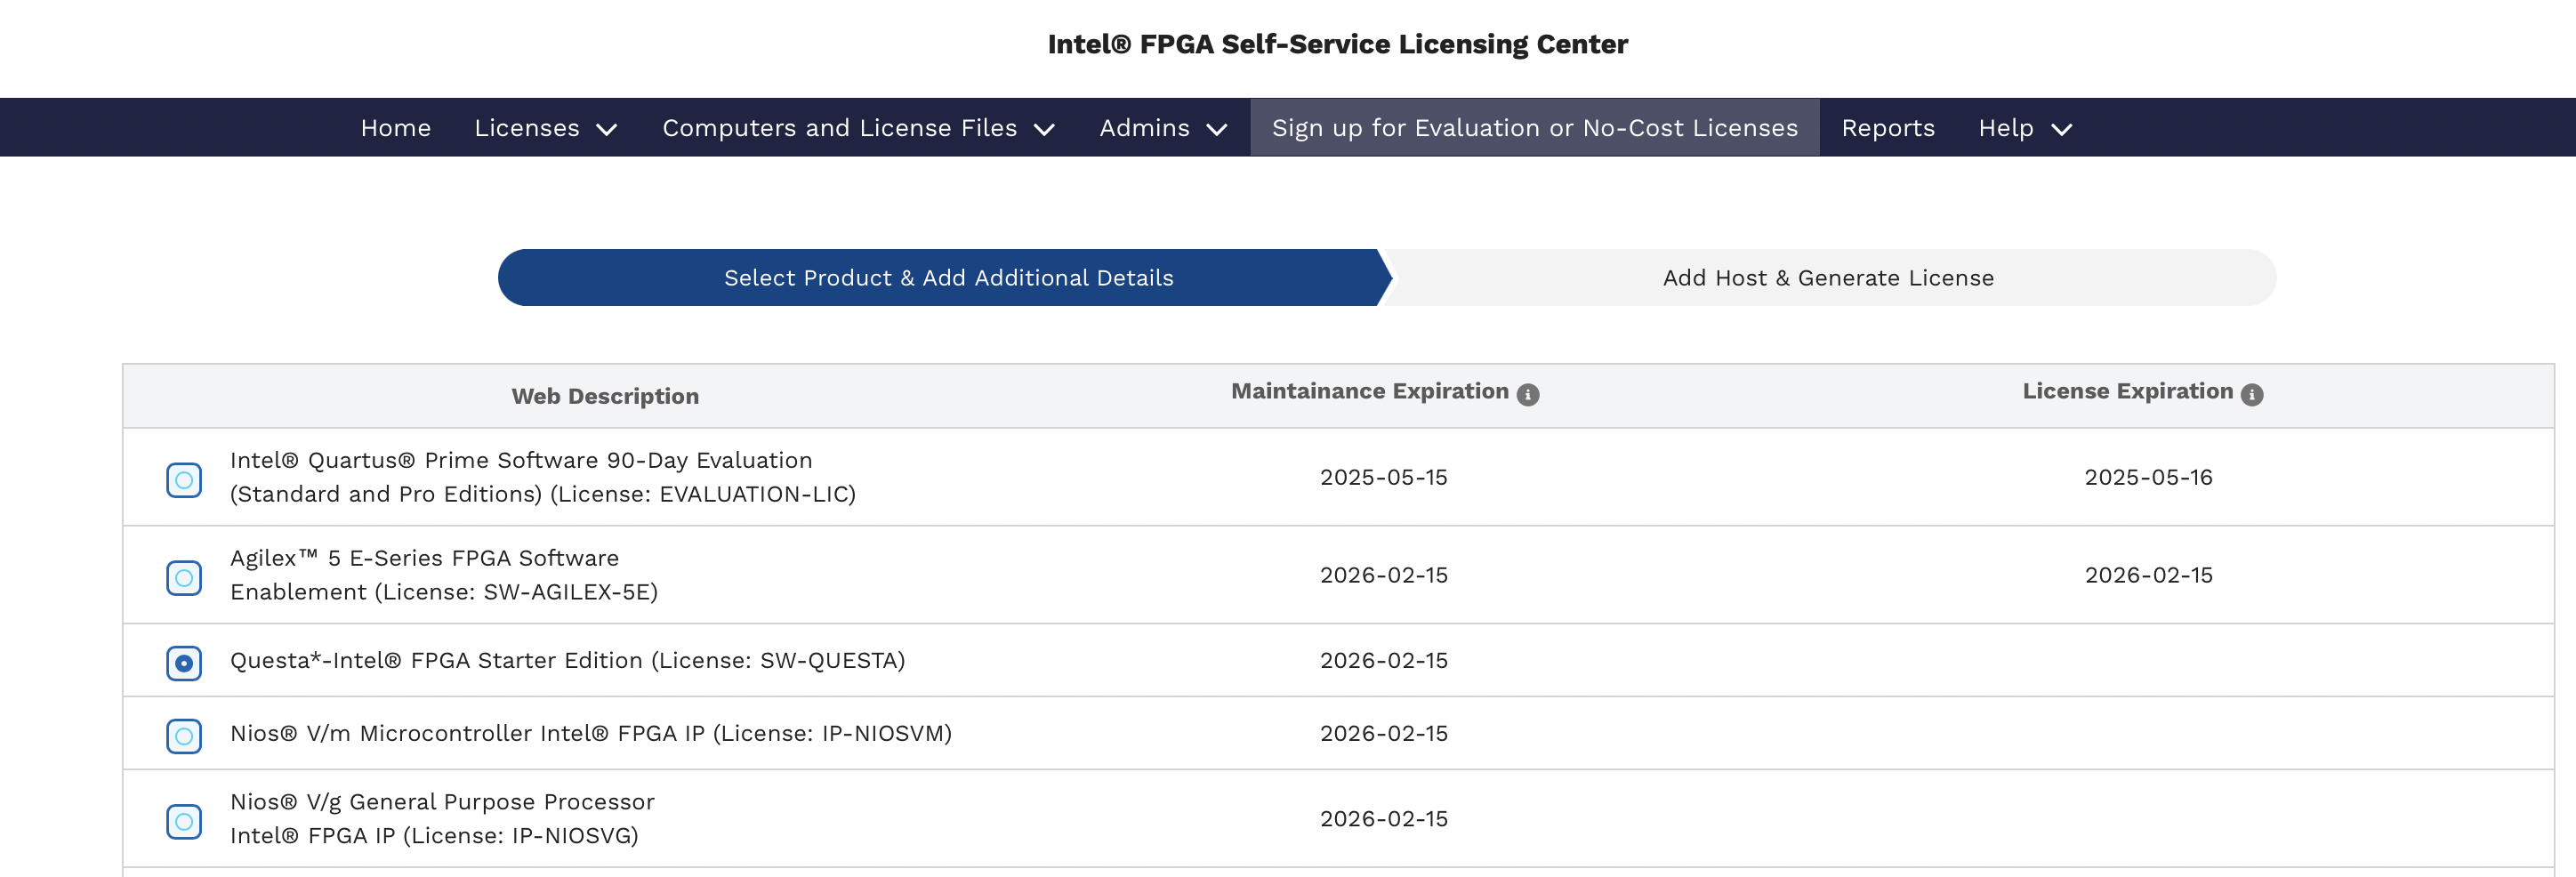 Intel® FPGA Self-Service Licensing Center
Home Licenses Computers and License Files Admins Sign up for Evaluation or No-Cost Licenses Reports Help
Select Product & Add Additional Details Add Host & Generate License
Web Description Maintainance Expiration License Expiration
Intel® Quartus® Prime Software 90-Day Evaluation
(Standard and Pro Editions) (License: EVALUATION-LIC) 2025-05-15 2025-05-16
Agilex™ 5 E-Series FPGA Software
Enablement (License: SW-AGILEX-5E) 2026-02-15 2026-02-15
Questa*-Intel® FPGA Starter Edition (License: SW-QUESTA) 2026-02-15
Nios® V/m Microcontroller Intel® FPGA IP (License: IP-NIOSVM) 2026-02-15
Nios® V/g General Purpose Processor
Intel® FPGA IP (License: IP-NIOSVG) 2026-02-15